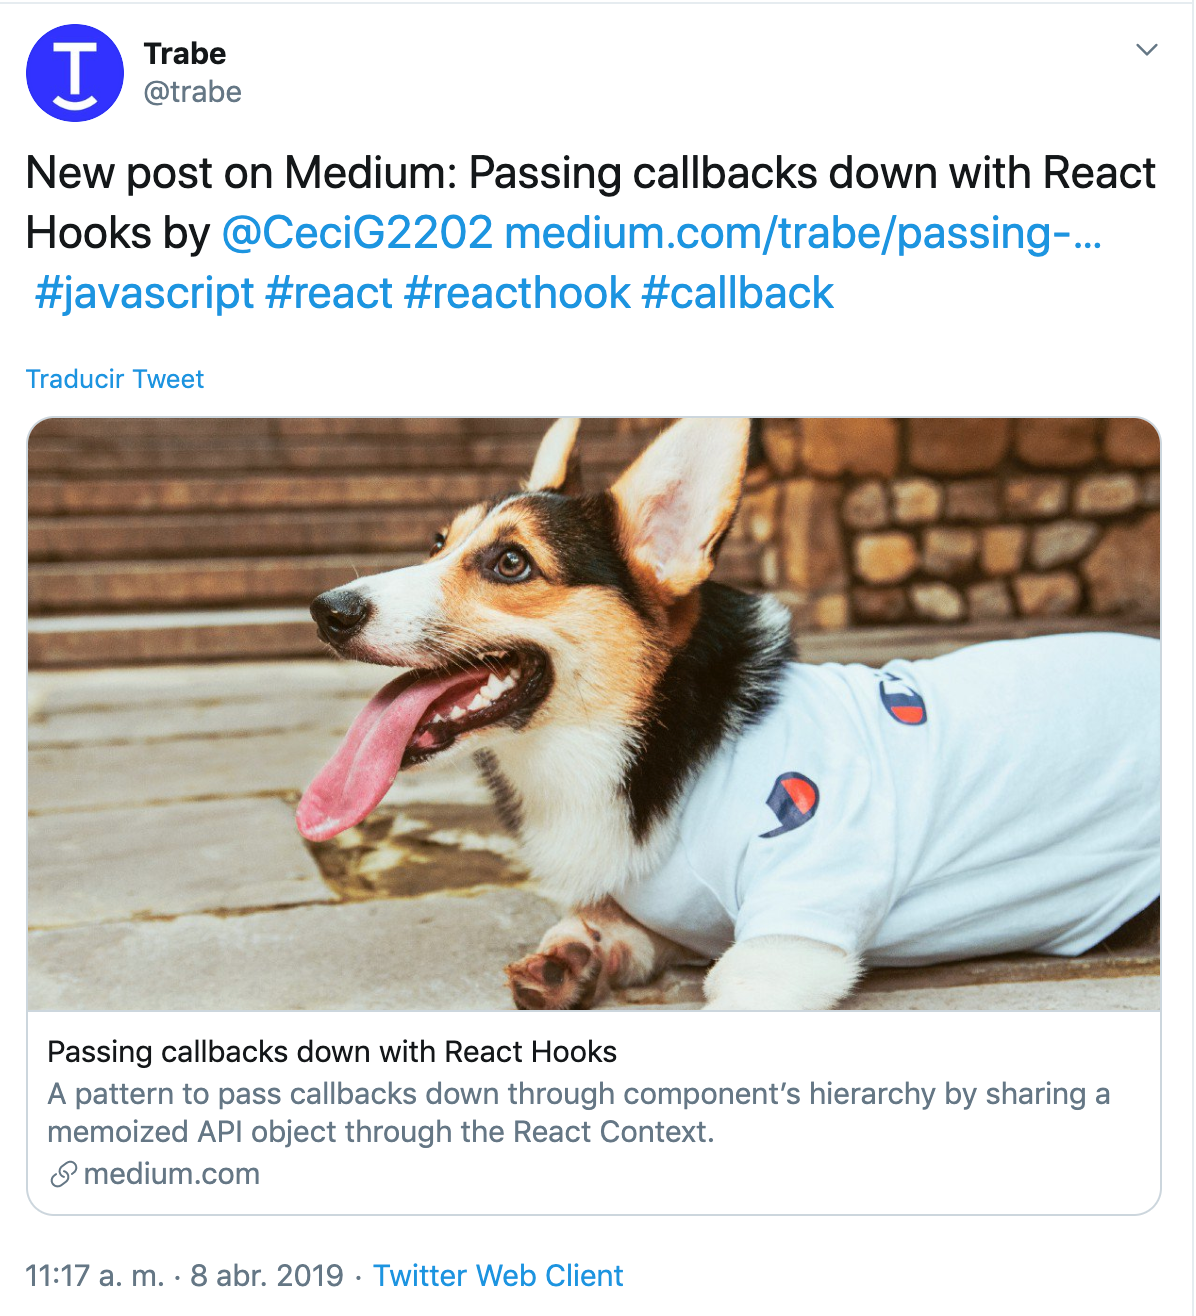 T
Trabe
@trabe
New post on Medium: Passing callbacks down with React
Hooks by @CeciG2202 medium.com/trabe/passing-...
#javascript #react #reacthook #callback
Traducir Tweet
Passing callbacks down with React Hooks
A pattern to pass callbacks down through component’s hierarchy by sharing a
memoized API object through the React Context.
medium.com
11:17 a. m. · 8 abr. 2019 · Twitter Web Client